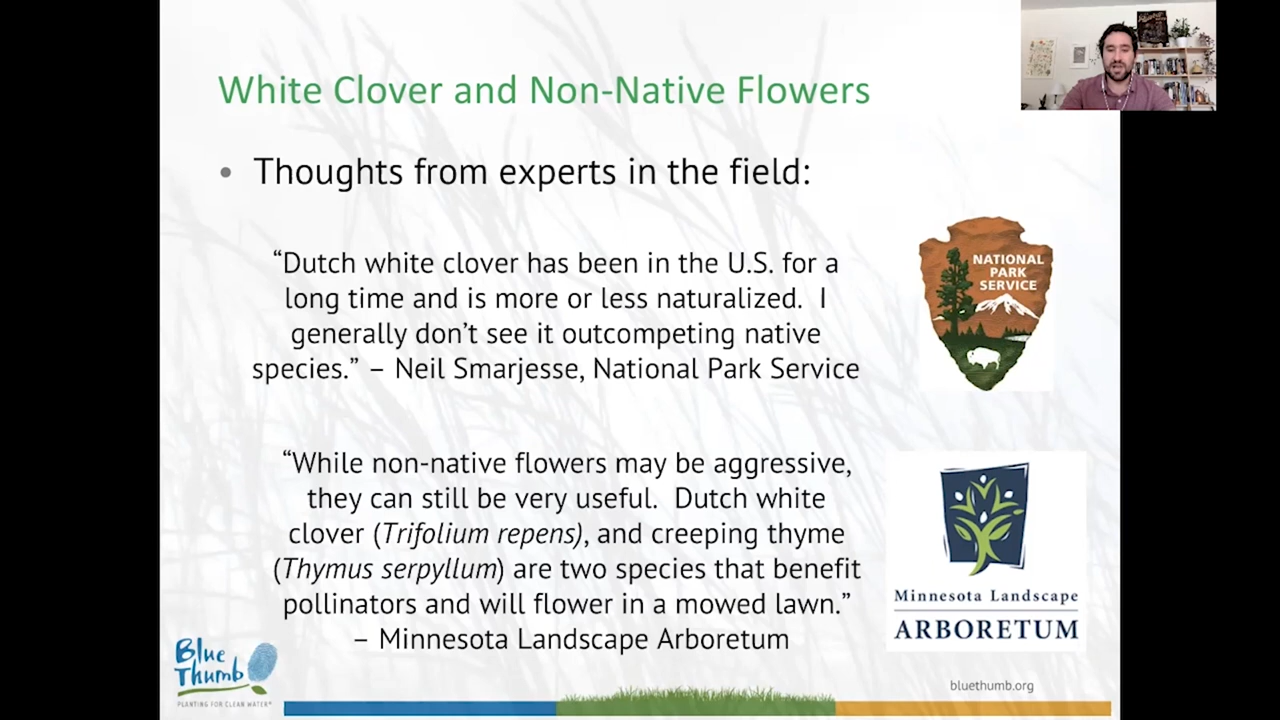 White Clover and Non-Native Flowers
• Thoughts from experts in the field:
“Dutch white clover has been in the U.S. for a
long time and is more or less naturalized.  I
generally don’t see it outcompeting native
species.” – Neil Smarjesse, National Park Service
NATIONAL
PARK
SERVICE
“While non-native flowers may be aggressive,
they can still be very useful.  Dutch white
clover (Trifolium repens), and creeping thyme
(Thymus serpyllum) are two species that benefit
pollinators and will flower in a mowed lawn.”
– Minnesota Landscape Arboretum
Minnesota Landscape
ARBORETUM
Blue
Thumb
PLANTING FOR CLEAN WATER®
bluethumb.org